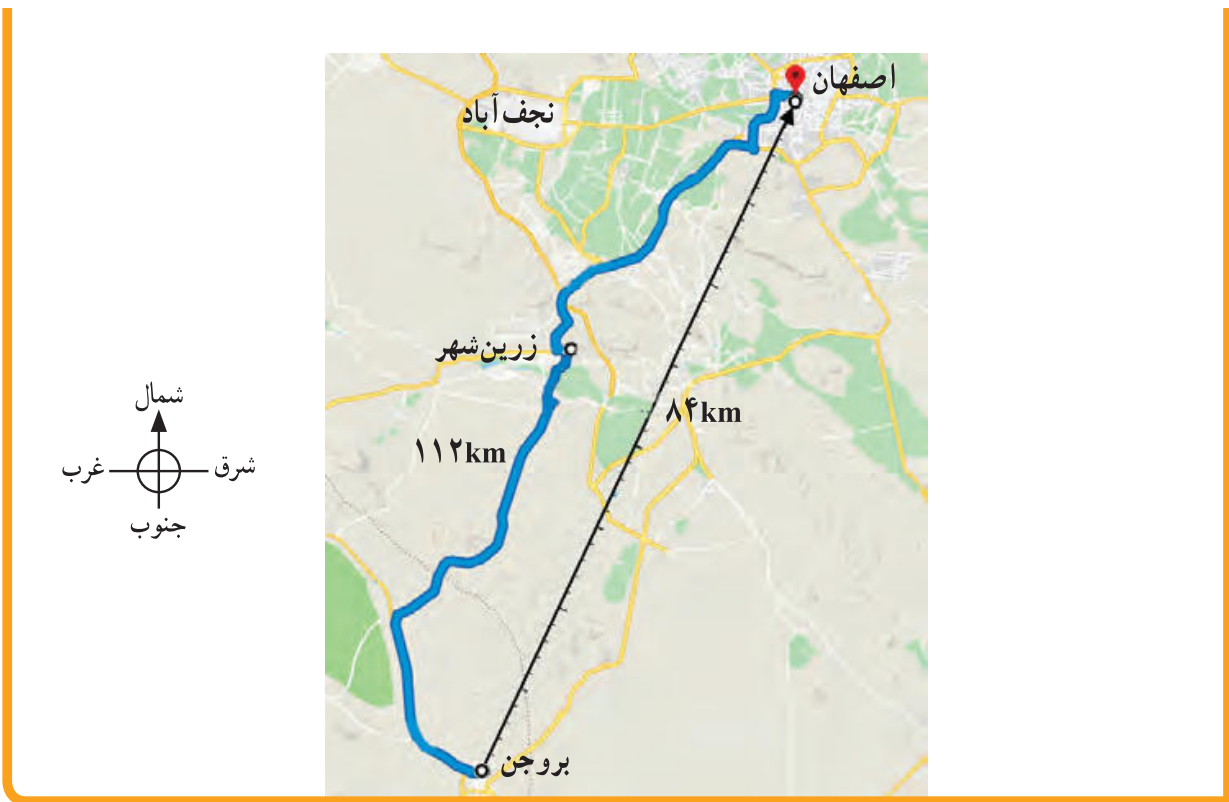 اصفهان
نجف آباد
زرین‌شهر
۸۴km
۱۱۲km
شمال
غرب
شرق
جنوب
بروجن